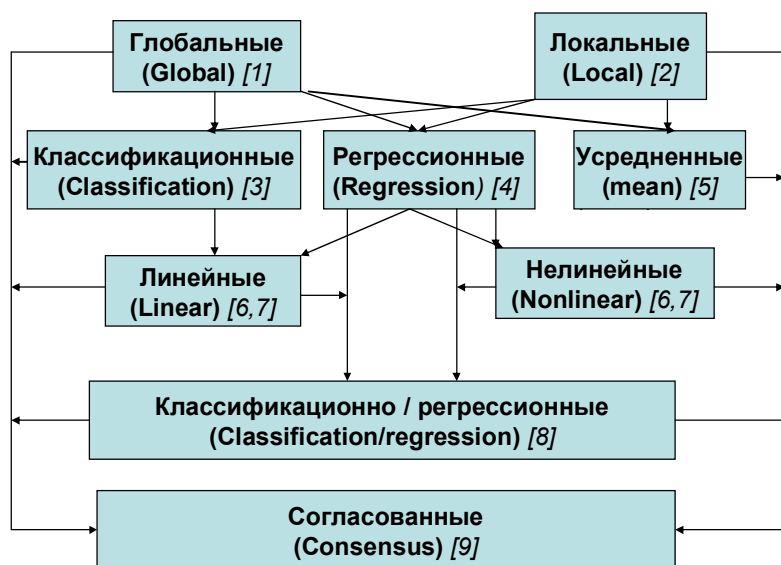 Глобальные
(Global) [1]
Локальные
(Local) [2]
Классификационные
(Classification) [3]
Регрессионные
(Regression) [4]
Усредненные
(mean) [5]
Линейные
(Linear) [6,7]
Нелинейные
(Nonlinear) [6,7]
Классификационно / регрессионные
(Classification/regression) [8]
Согласованные
(Consensus) [9]